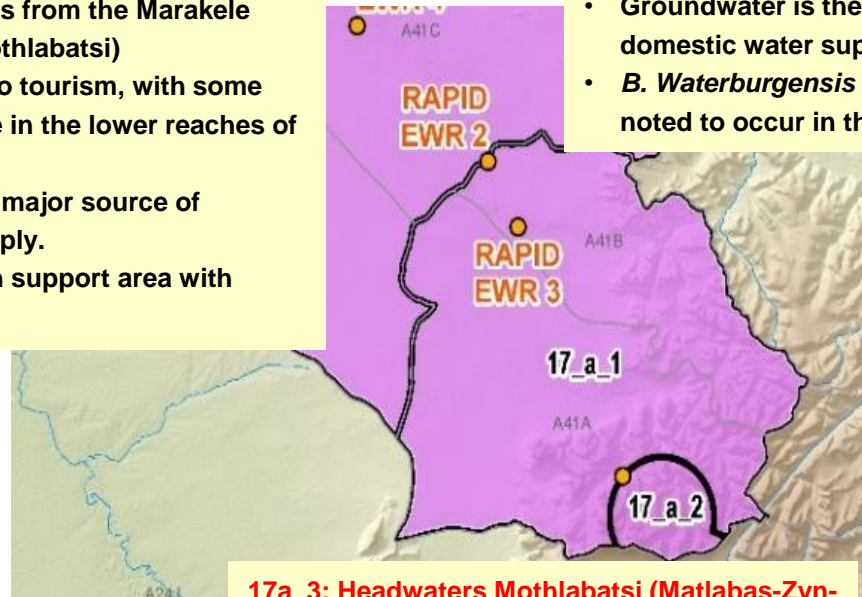 s from the Marakele
thlabatsi)
o tourism, with some
e in the lower reaches of
major source of
ply.
n support area with
• Groundwater is the
domestic water sup
• B. Waterburgensis
noted to occur in th
A41C
RAPID
EWR 2
A41B
RAPID
EWR 3
17_a_1
A41A
17_a_2
17a_3: Headwaters Mothlabatsi (Matlabas-Zyn-